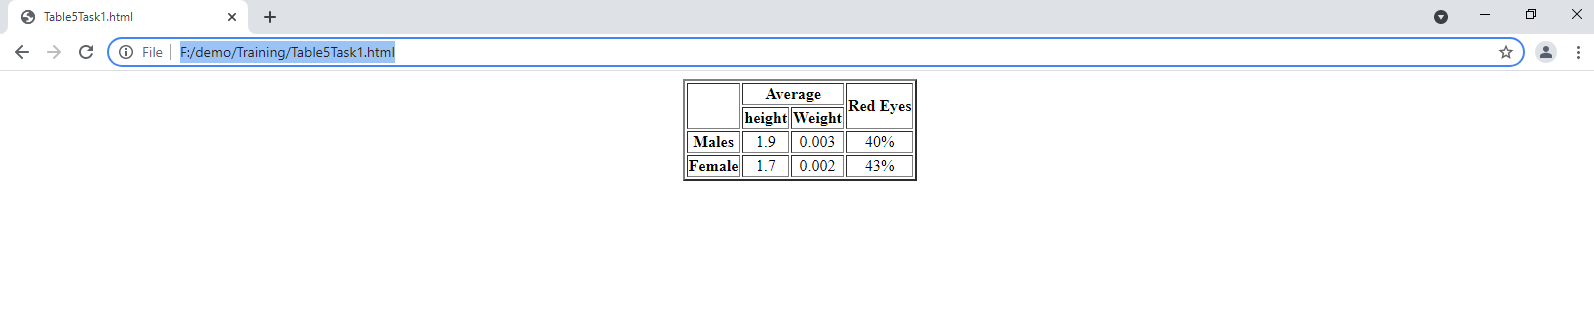 Table5Task1.html
File F:/demo/Training/Table5Task1.html
Average Red Eyes
height Weight
Males 1.9 0.003 40%
Female 1.7 0.002 43%